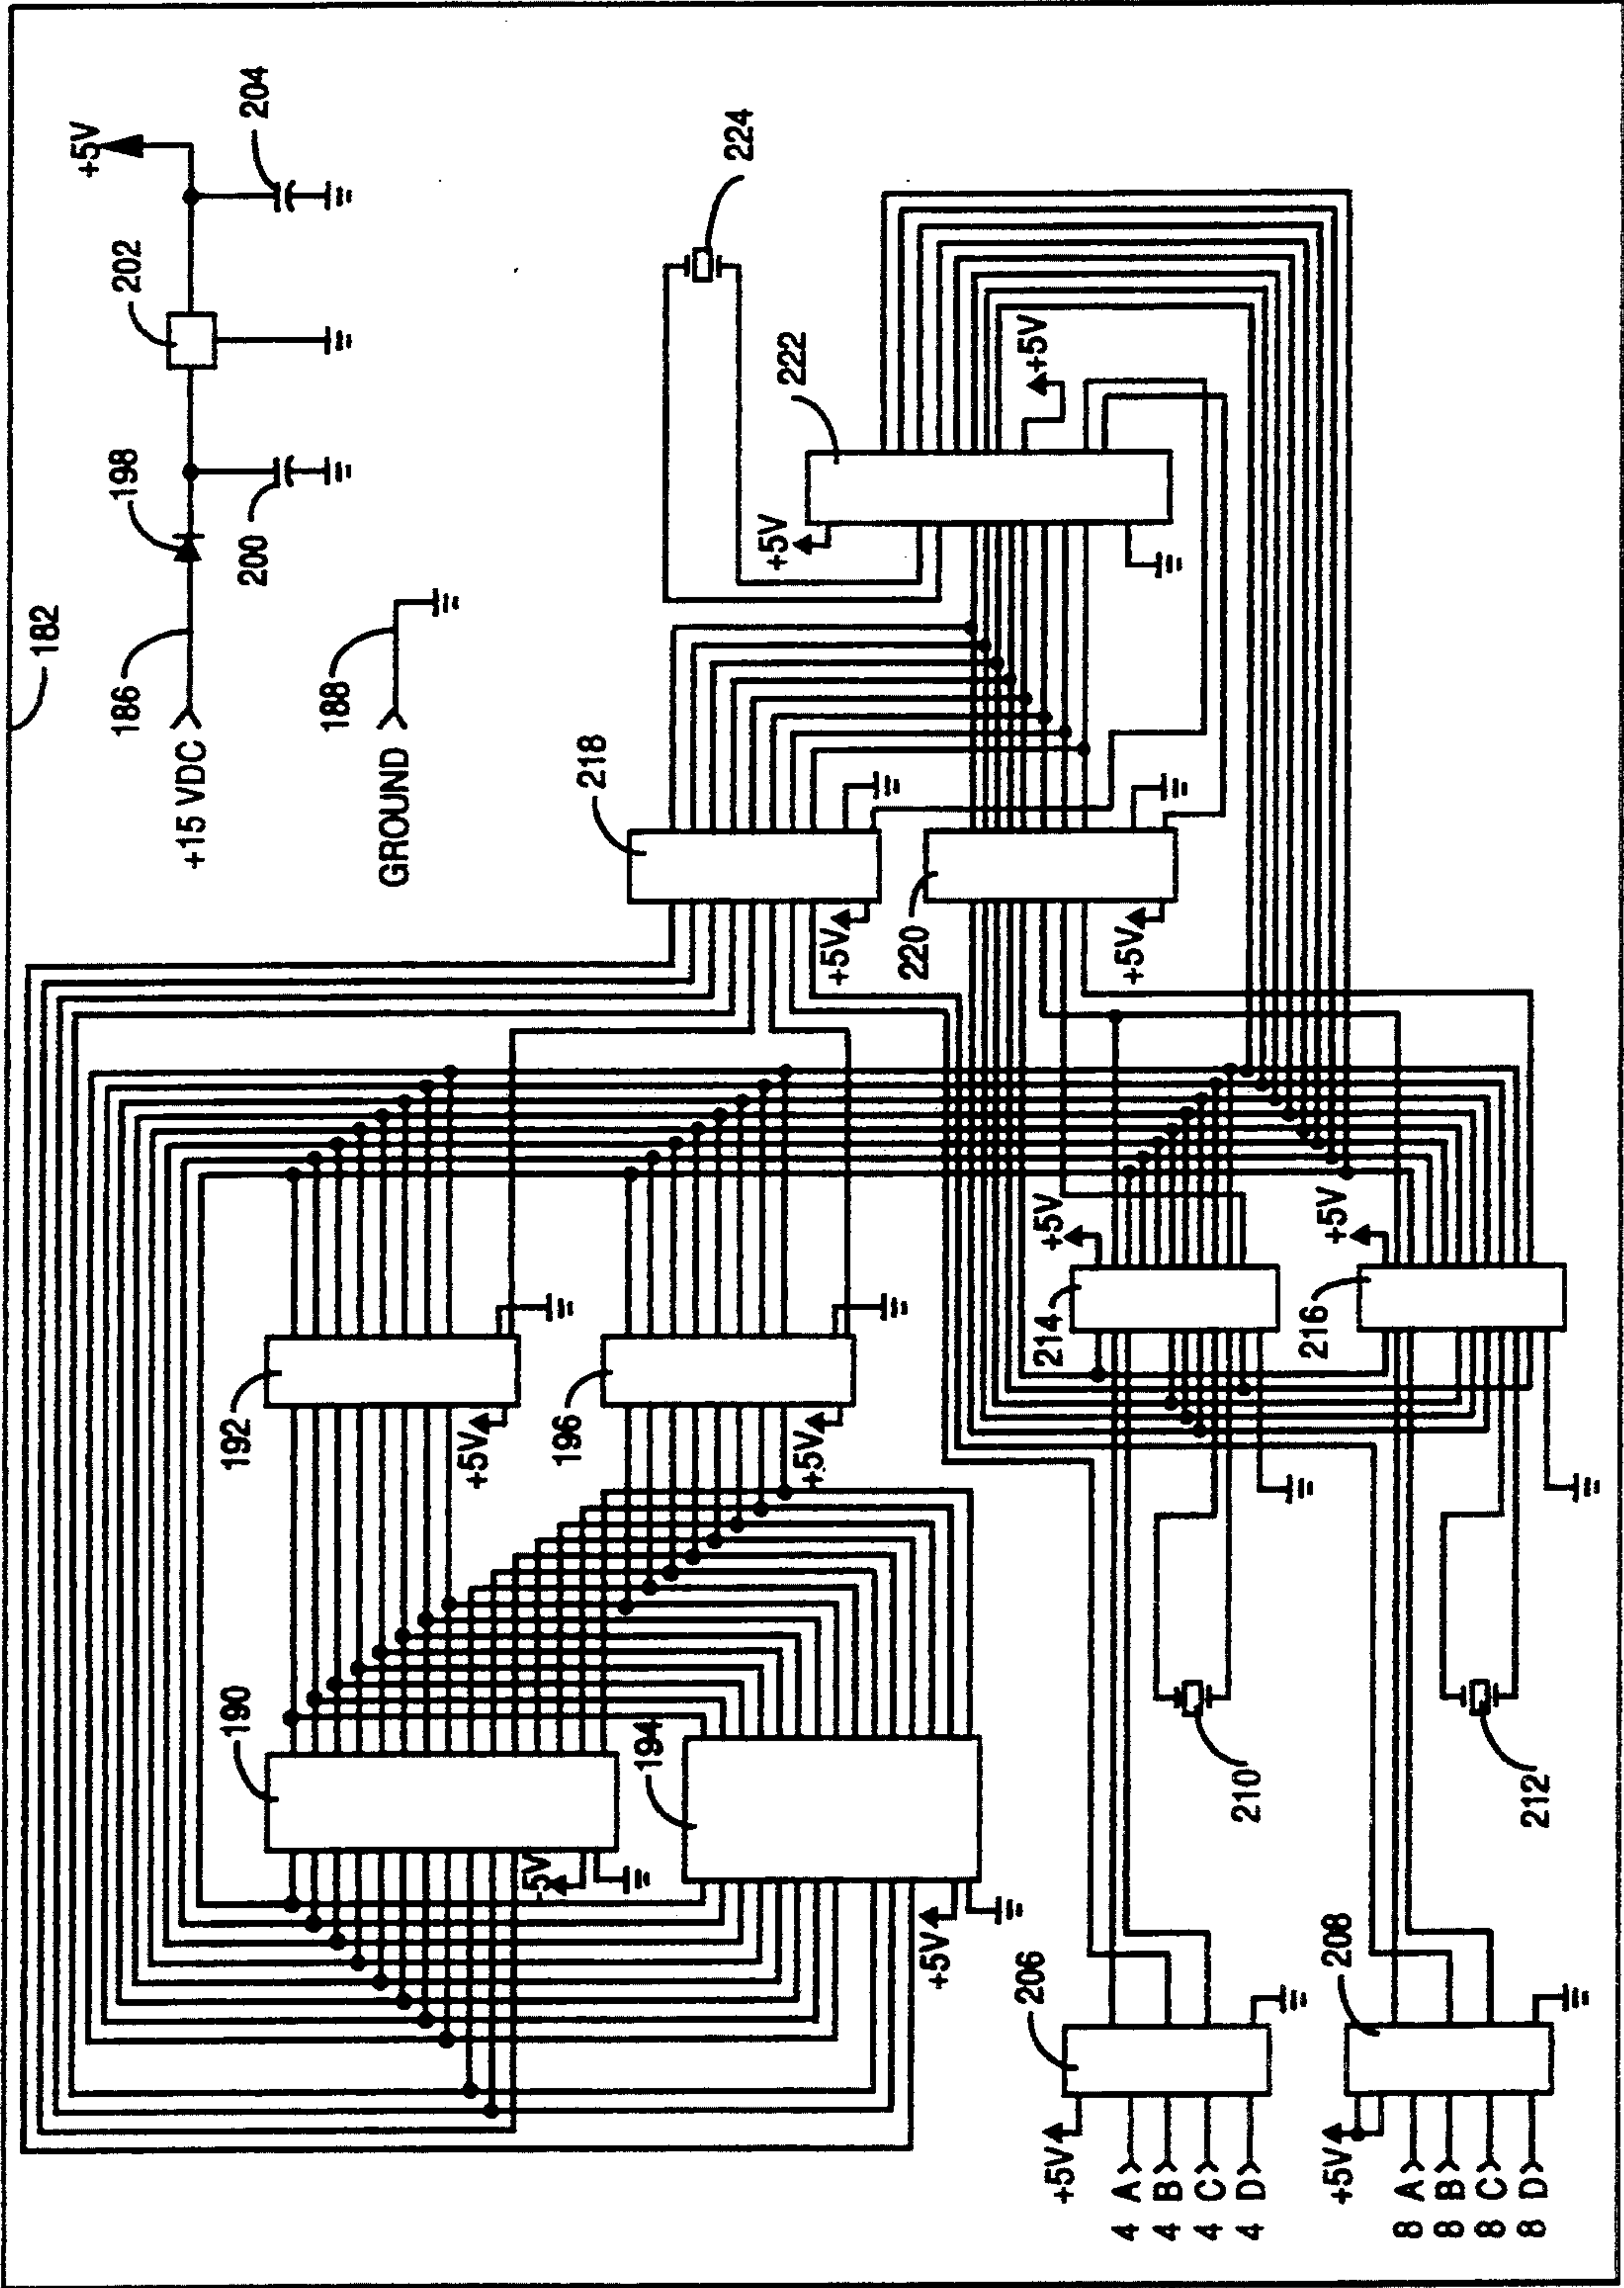 182
+15 VDC
186
198
200
202
204
+5V
GROUND
188
218
+5V
220
+5V
+5V
222
+5V
224
192
+5V
196
+5V
190
5V
194
+5V
214
+5V
216
+5V
210
212
206
+5V
4 A
4 B
4 C
4 D
208
+5V
8 A
8 B
8 C
8 D